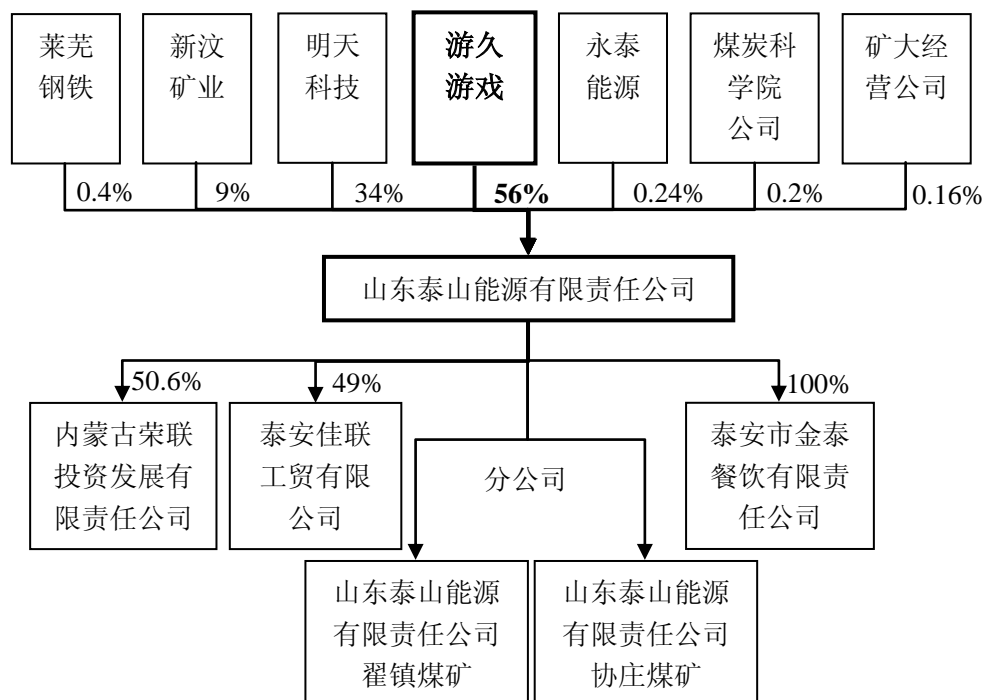 莱芜
钢铁
新汶
矿业
明天
科技
游久
游戏
永泰
能源
煤炭科
学院
公司
矿大经
营公司
0.4%
9%
34%
56%
0.24%
0.2%
0.16%
山东泰山能源有限责任公司
50.6%
49%
100%
内蒙古荣联
投资发展有
限责任公司
泰安佳联
工贸有限
公司
分公司
泰安市金泰
餐饮有限责
任公司
山东泰山能源
有限责任公司
翟镇煤矿
山东泰山能源
有限责任公司
协庄煤矿